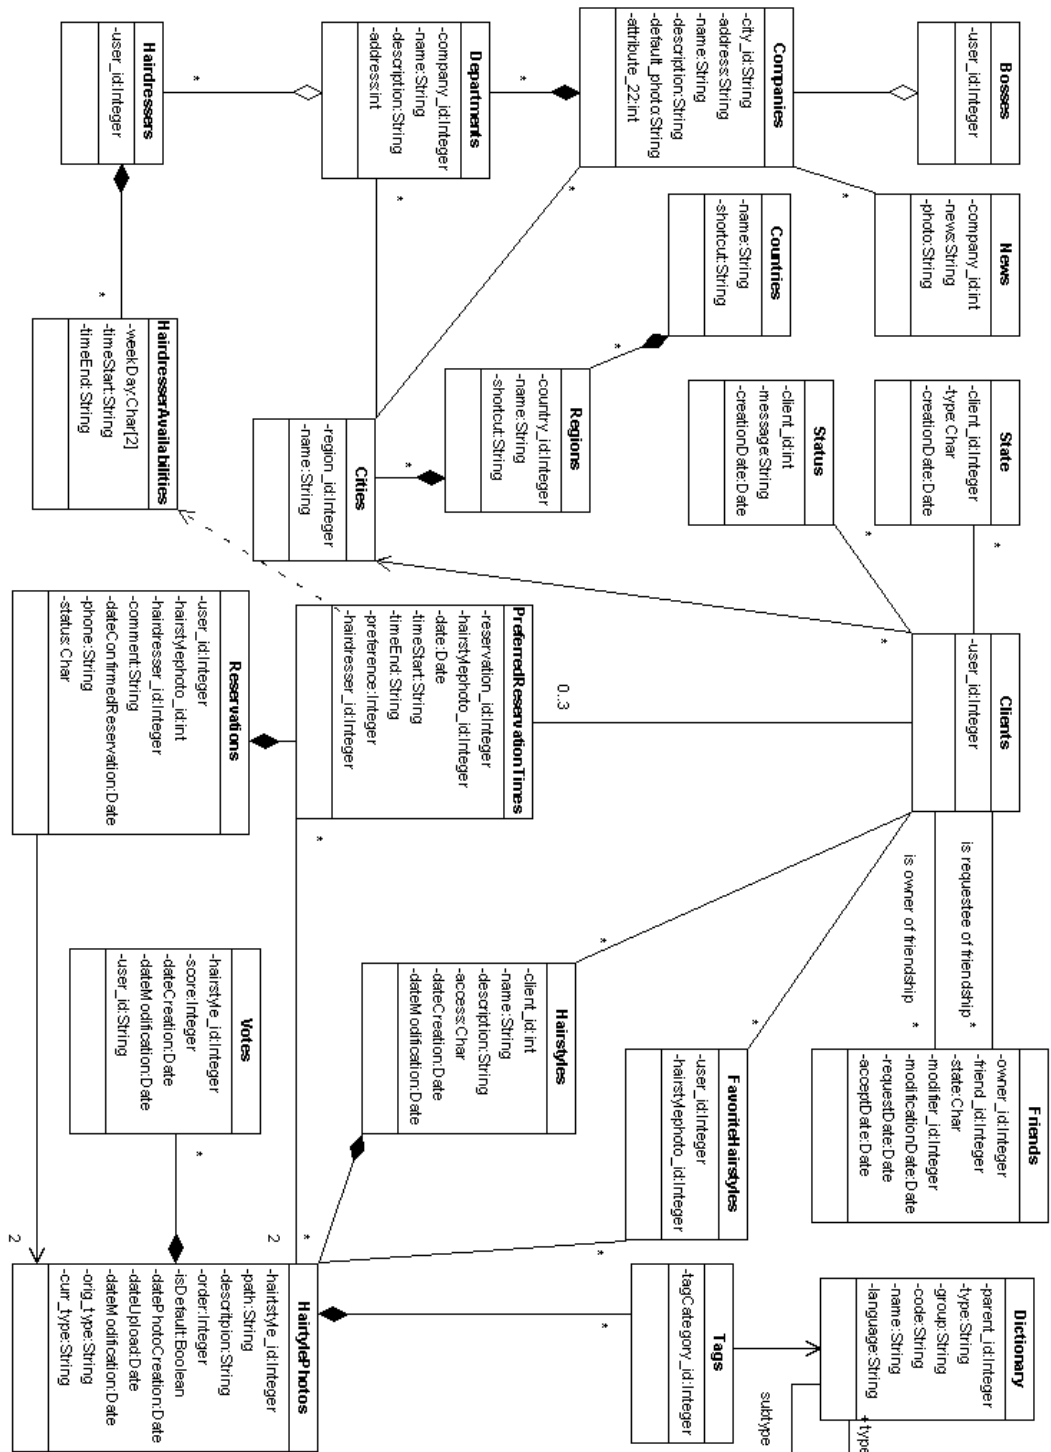 Bosses
-user_id:Integer
News
-company_id:int
-news:String
-photo:String
State
-client_id:Integer
-type:Char
-creationDate:Date
*
Clients
-user_id:Integer
*
is requestee of friendship
*
is owner of friendship
*
Friends
-owner_id:Integer
-friend_id:Integer
-state:Char
-modifier_id:Integer
-modificationDate:Date
-requestDate:Date
-acceptDate:Date
Dictionary
-parent_id:Integer
-type:String
-group:String
-code:String
-name:String
-language:String
+type
subtype
Companies
-city_id:String
-address:String
-name:String
-description:String
-default_photo:String
-attribute_22:int
*
*
Countries
-name:String
-shortcut:String
*
Status
-client_id:int
-message:String
-creationDate:Date
*
Regions
-country_id:Integer
-name:String
-shortcut:String
*
FavoriteHairstyles
-user_id:Integer
-hairstylephoto_id:Integer
*
*
Tags
-tagCategory_id:Integer
*
Departments
-company_id:Integer
-name:String
-description:String
-address:int
*
*
Cities
-region_id:Integer
-name:String
0..3
PreferredReservationTimes
-reservation_id:Integer
-hairstylephoto_id:Integer
-date:Date
-timeStart:String
-timeEnd:String
-preference:Integer
-hairdresser_id:Integer
*
Hairstyles
-client_id:int
-name:String
-description:String
-access:Char
-dateCreation:Date
-dateModification:Date
*
*
2
HairtylePhotos
-hairtstyle_id:Integer
-path:String
-descritpion:String
-order:Integer
-isDefault:Boolean
-datePhotoCreation:Date
-dateUpload:Date
-dateModification:Date
-orig_type:String
-curr_type:String
Hairdressers
-user_id:Integer
*
HairdresserAvailabilities
-weekDay:Char[2]
-timeStart:String
-timeEnd:String
*
Reservations
-user_id:Integer
-hairstylephoto_id:int
-hairdresser_id:Integer
-comment:String
-dateConfirmedReservation:Date
-phone:String
-status:Char
Votes
-hairstyle_id:Integer
-score:Integer
-dateCreation:Date
-dateModification:Date
-user_id:String
*
2